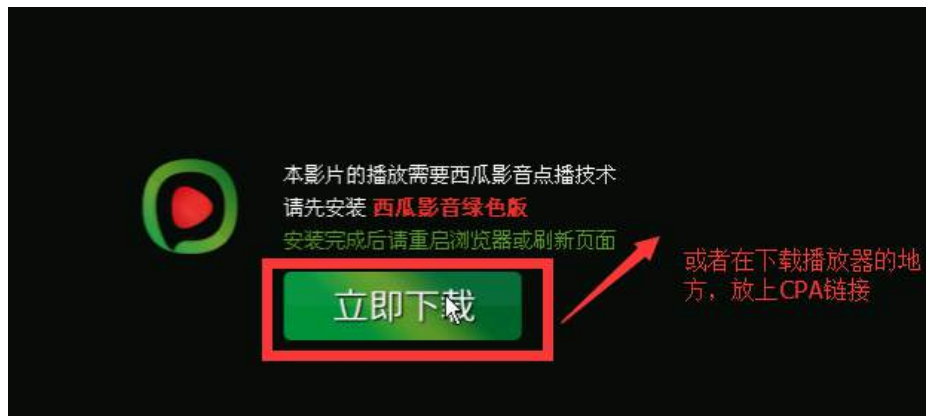 本影片的播放需要西瓜影音点播技术
请先安装 西瓜影音绿色版
安装完成后请重启浏览器或刷新页面
立即下载
或者在下载播放器的地
方，放上CPA链接